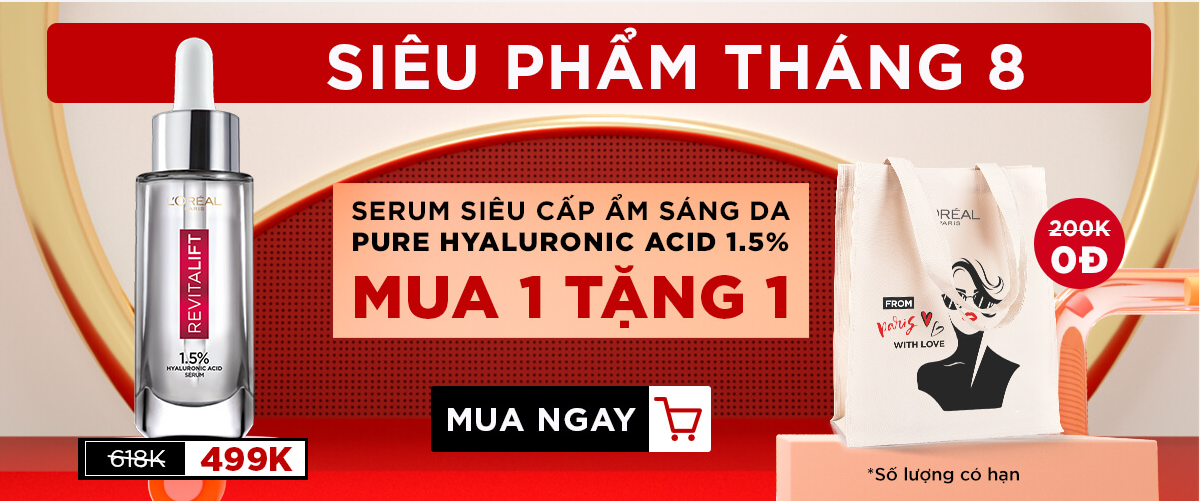 SIÊU PHẨM THÁNG 8
L'ORÉAL
PARIS
REVITALIFT
1.5%
HYALURONIC ACID
SERUM
618K
499K
SERUM SIÊU CẤP ẨM SÁNG DA
PURE HYALURONIC ACID 1.5%
MUA 1 TẶNG 1
MUA NGAY
ORÉAL
PARIS
FROM
Paris
WITH LOVE
200K
0Đ
*Số lượng có hạn